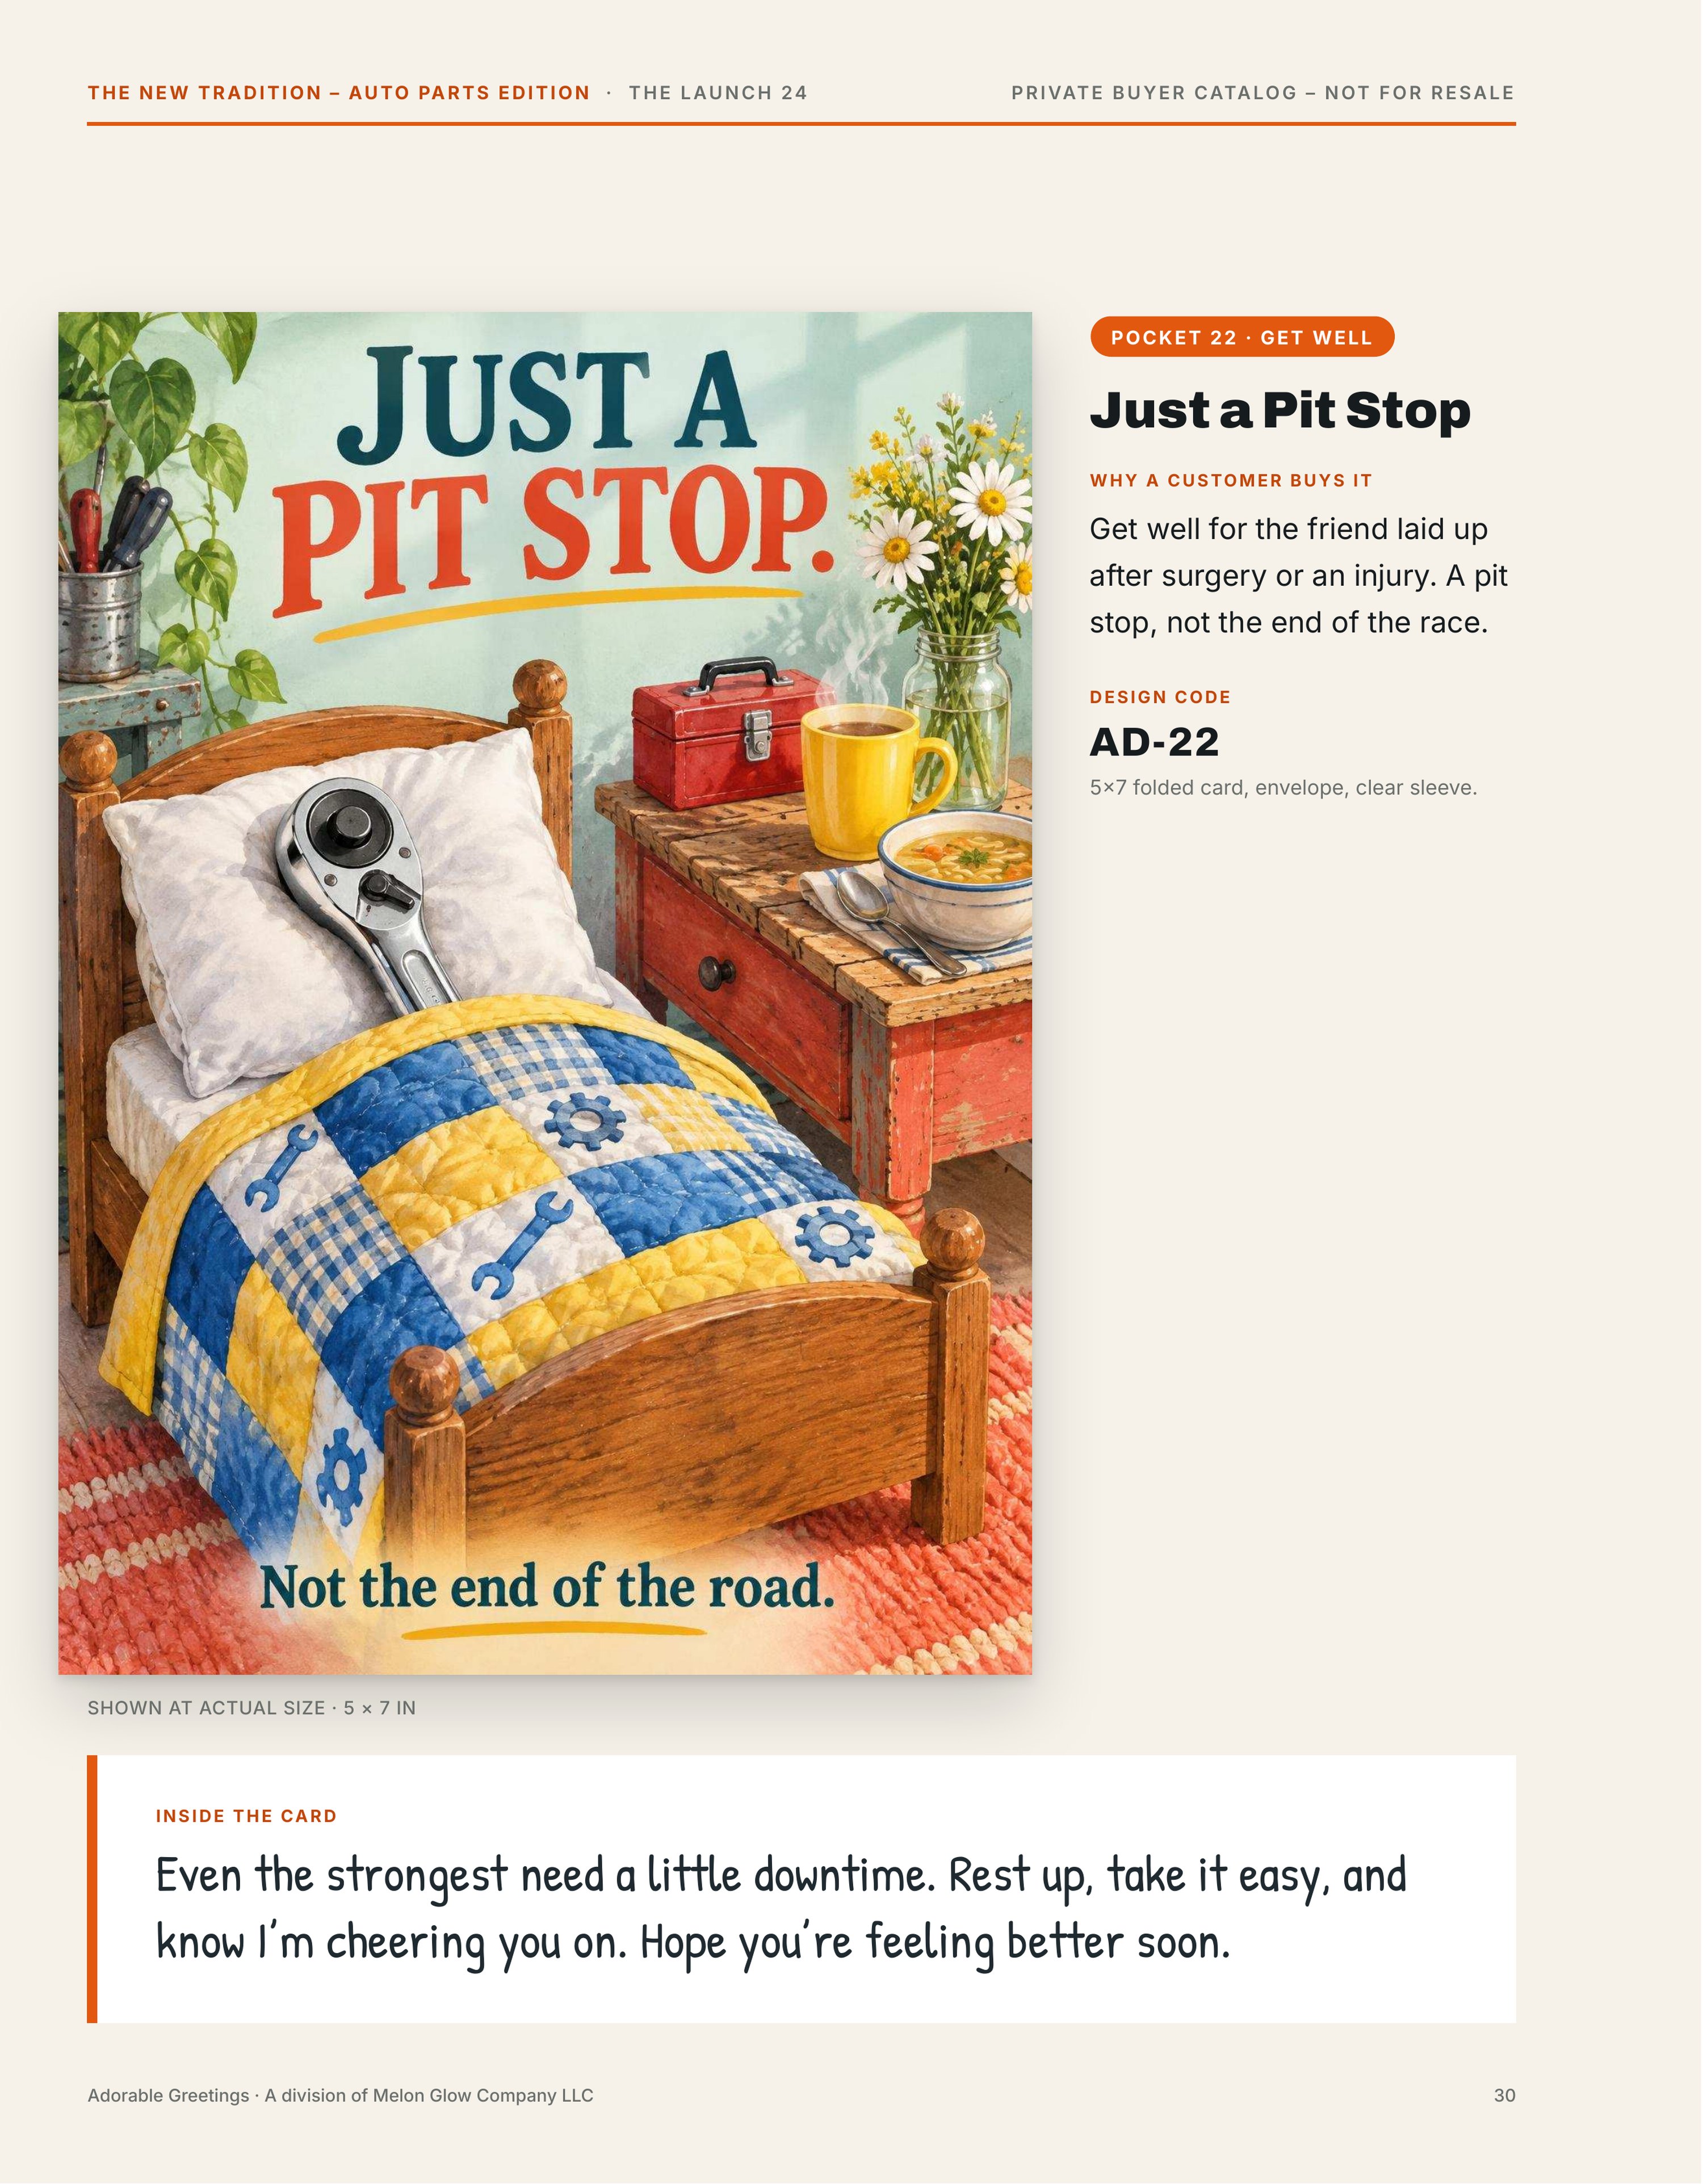 THE NEW TRADITION – AUTO PARTS EDITION · THE LAUNCH 24
PRIVATE BUYER CATALOG – NOT FOR RESALE
JUST A
PIT STOP.
Not the end of the road.
SHOWN AT ACTUAL SIZE · 5 × 7 IN
POCKET 22 · GET WELL
Just a Pit Stop
WHY A CUSTOMER BUYS IT
Get well for the friend laid up
after surgery or an injury. A pit
stop, not the end of the race.
DESIGN CODE
AD-22
5×7 folded card, envelope, clear sleeve.
INSIDE THE CARD
Even the strongest need a little downtime. Rest up, take it easy, and
know I’m cheering you on. Hope you’re feeling better soon.
Adorable Greetings · A division of Melon Glow Company LLC
30